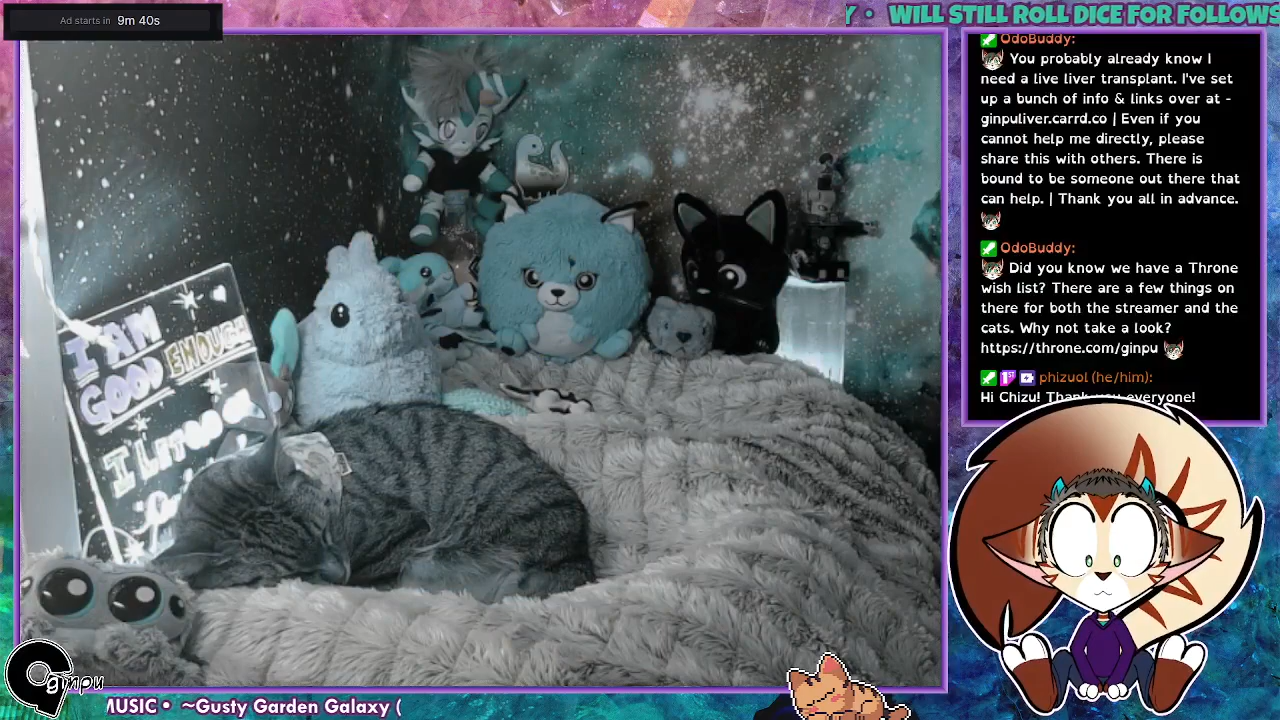 Ad starts in 9m 40s
Y • WILL STILL ROLL DICE FOR FOLLOWS
OdoBuddy:
You probably already know I
need a live liver transplant. I've set
up a bunch of info & links over at -
ginpuliver.carrd.co | Even if you
cannot help me directly, please
share this with others. There is
bound to be someone out there that
can help. | Thank you all in advance.
OdoBuddy:
Did you know we have a Throne
wish list? There are a few things on
there for both the streamer and the
cats. Why not take a look?
https://throne.com/ginpu
phizuol (he/him):
Hi Chizu! Thank you everyone!
I AM
GOOD ENOUGH
ginpu
MUSIC • ~Gusty Garden Galaxy (